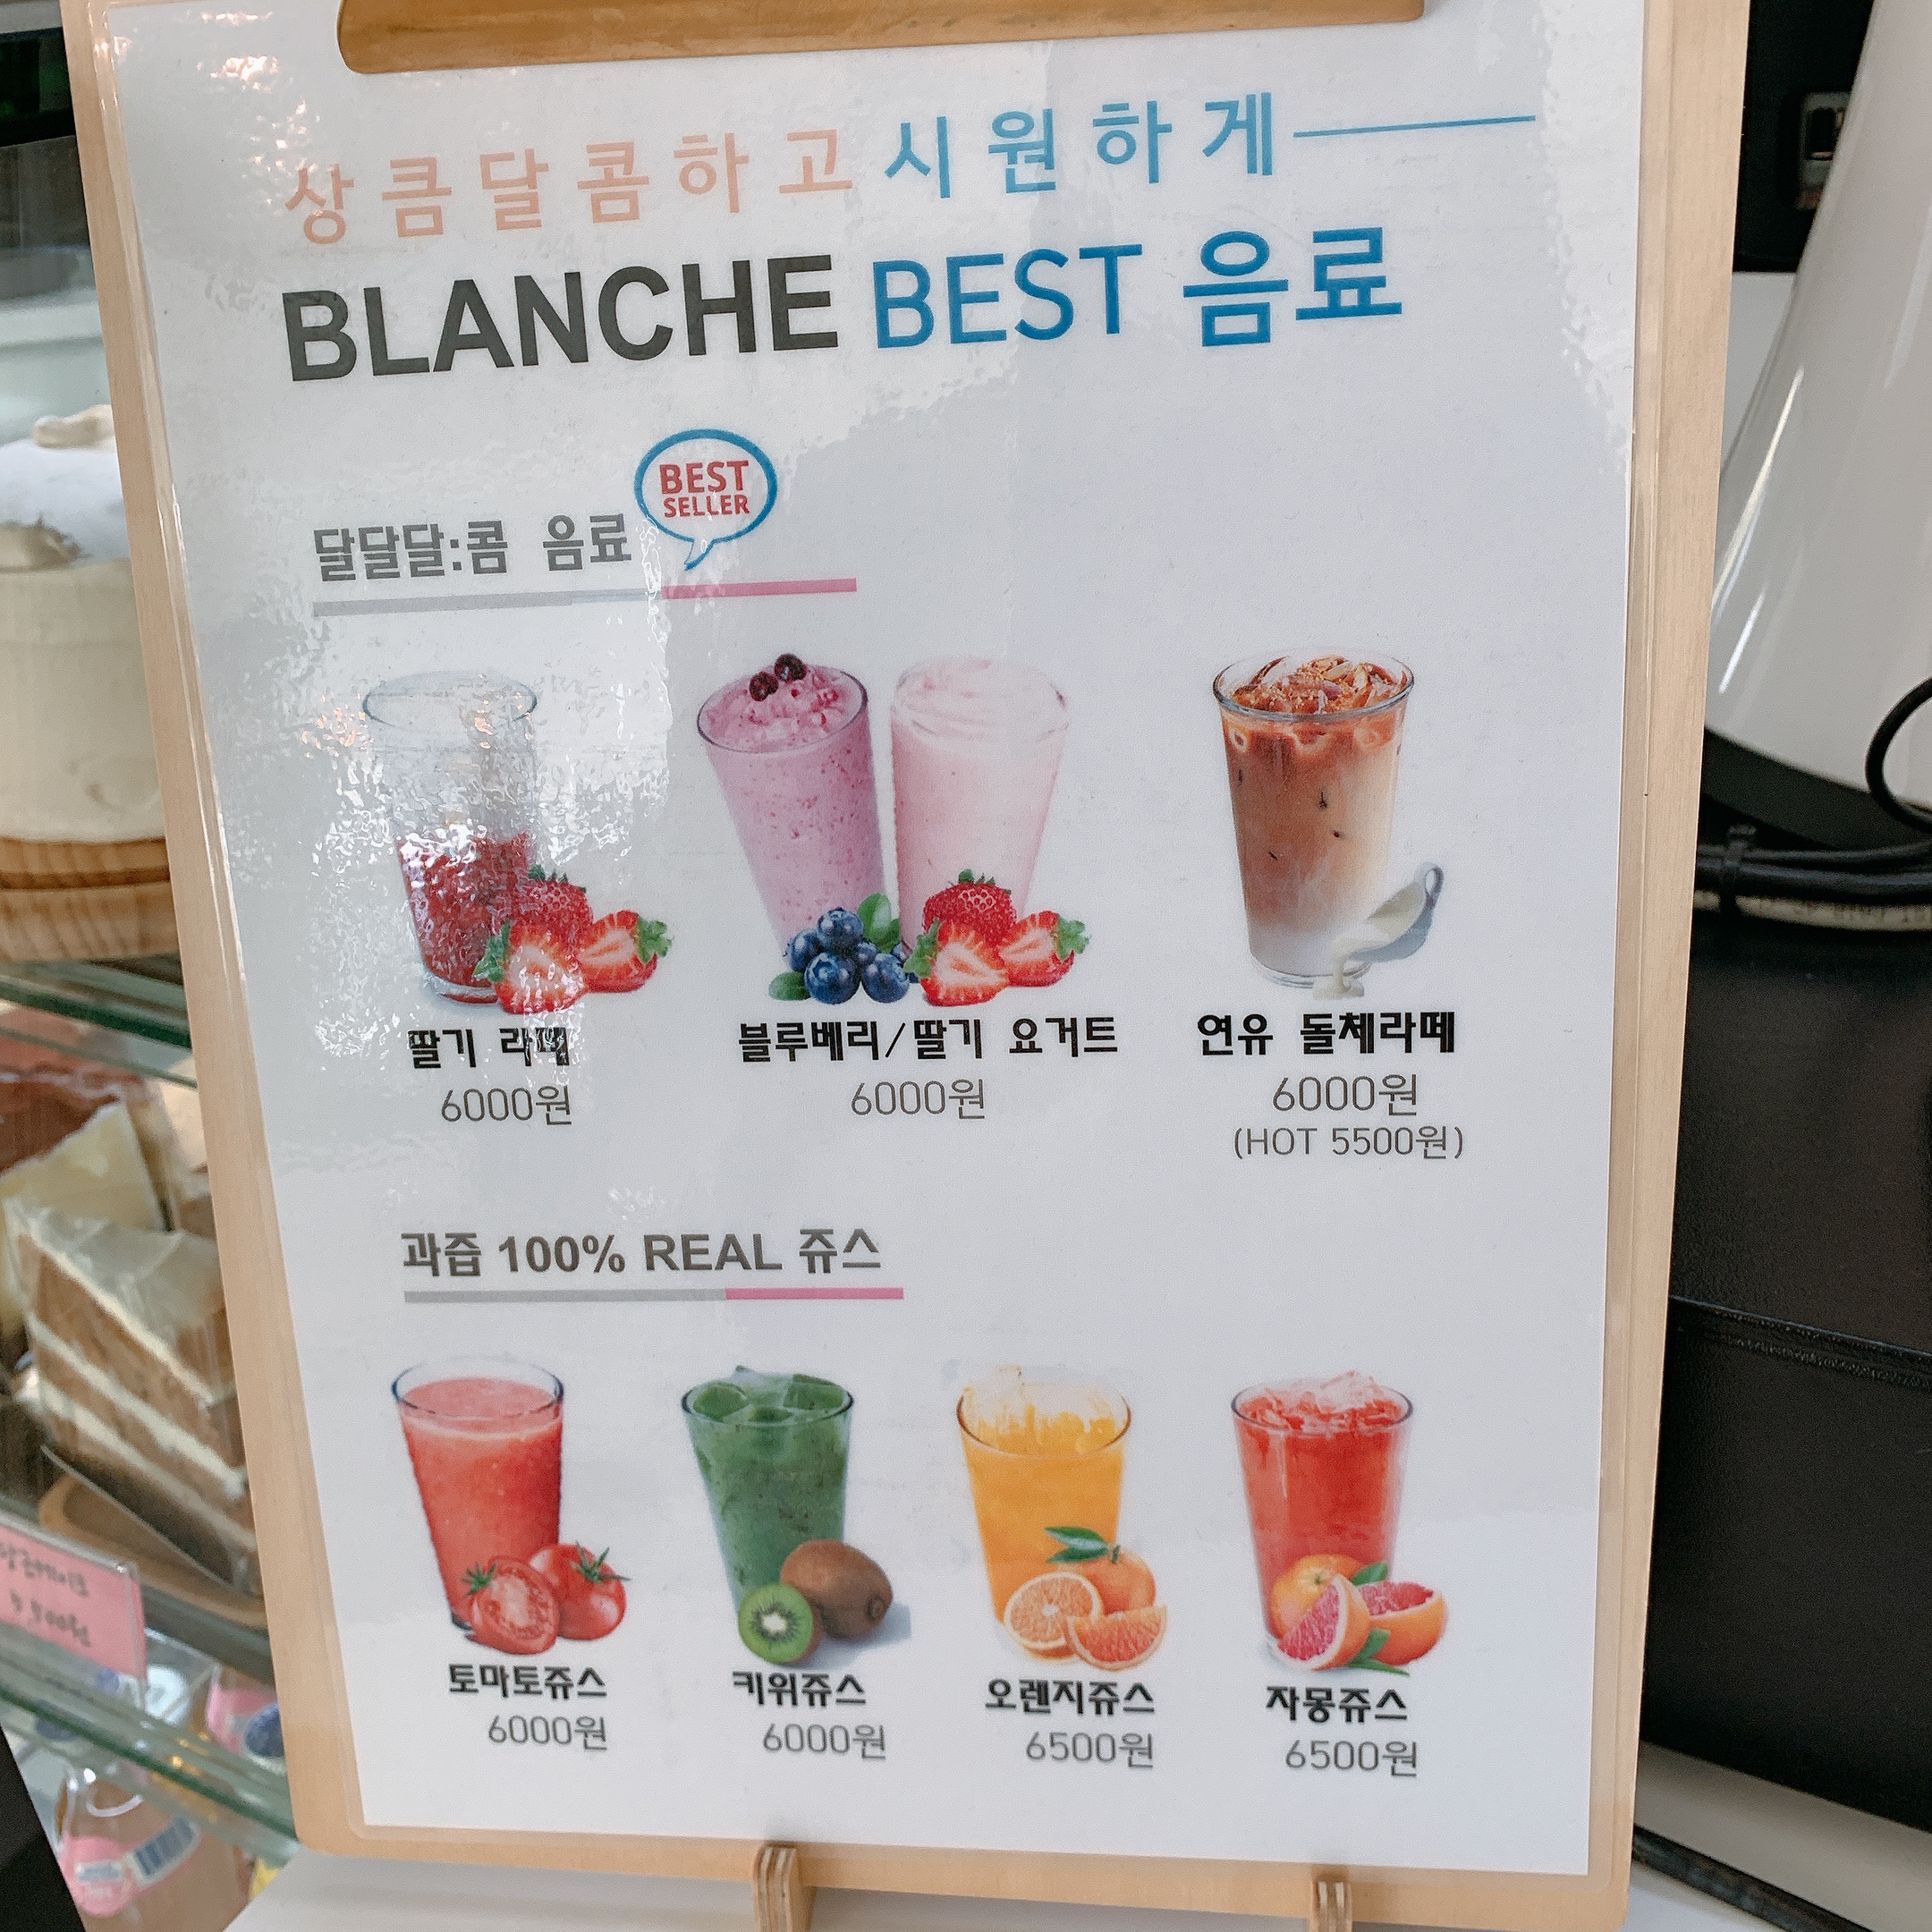 상큼달콤하고 시원하게
BLANCHE BEST 음료
BEST
SELLER
달달달:콤 음료
딸기 라떼
6000원
블루베리/딸기 요거트
6000원
연유 돌체라떼
6000원
(HOT 5500원)
과즙 100% REAL 쥬스
토마토쥬스
6000원
키위쥬스
6000원
오렌지쥬스
6500원
자몽쥬스
6500원